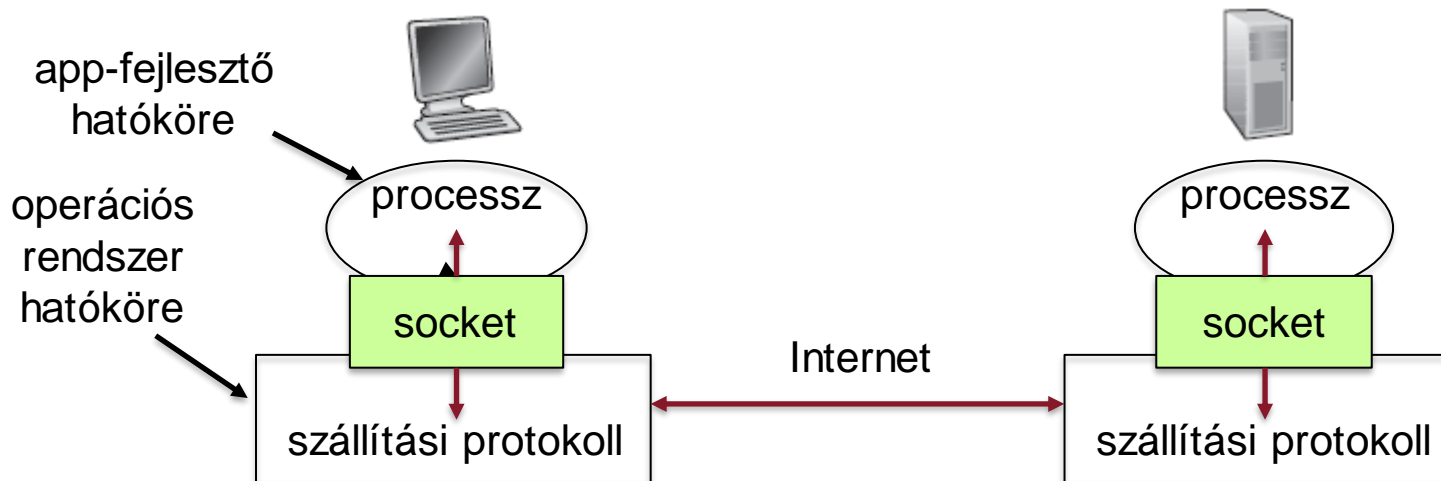 app-fejlesztő
hatóköre
operációs
rendszer
hatóköre
processz
socket
szállítási protokoll
Internet
processz
socket
szállítási protokoll